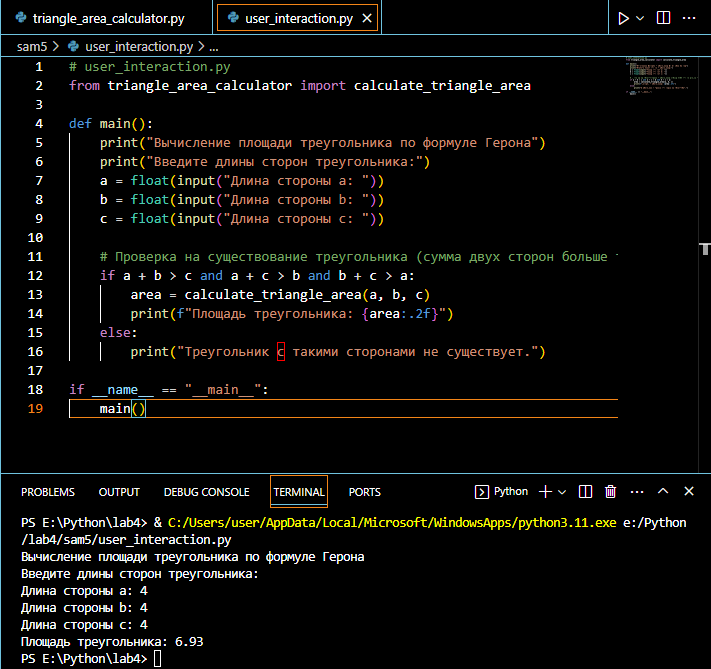 triangle_area_calculator.py user_interaction.py
sam5 > user_interaction.py > ...
1 # user_interaction.py
2 from triangle_area_calculator import calculate_triangle_area
3
4 def main():
5 print("Вычисление площади треугольника по формуле Герона")
6 print("Введите длины сторон треугольника:")
7 a = float(input("Длина стороны a: "))
8 b = float(input("Длина стороны b: "))
9 c = float(input("Длина стороны c: "))
10
11 # Проверка на существование треугольника (сумма двух сторон больше
12 if a + b > c and a + c > b and b + c > a:
13 area = calculate_triangle_area(a, b, c)
14 print(f"Площадь треугольника: {area:.2f}")
15 else:
16 print("Треугольник с такими сторонами не существует.")
17
18 if __name__ == "__main__":
19 main()
PROBLEMS OUTPUT DEBUG CONSOLE TERMINAL PORTS Python
PS E:\Python\lab4> & C:/Users/user/AppData/Local/Microsoft/WindowsApps/python3.11.exe e:/Python
/lab4/sam5/user_interaction.py
Вычисление площади треугольника по формуле Герона
Введите длины сторон треугольника:
Длина стороны a: 4
Длина стороны b: 4
Длина стороны c: 4
Площадь треугольника: 6.93
PS E:\Python\lab4>